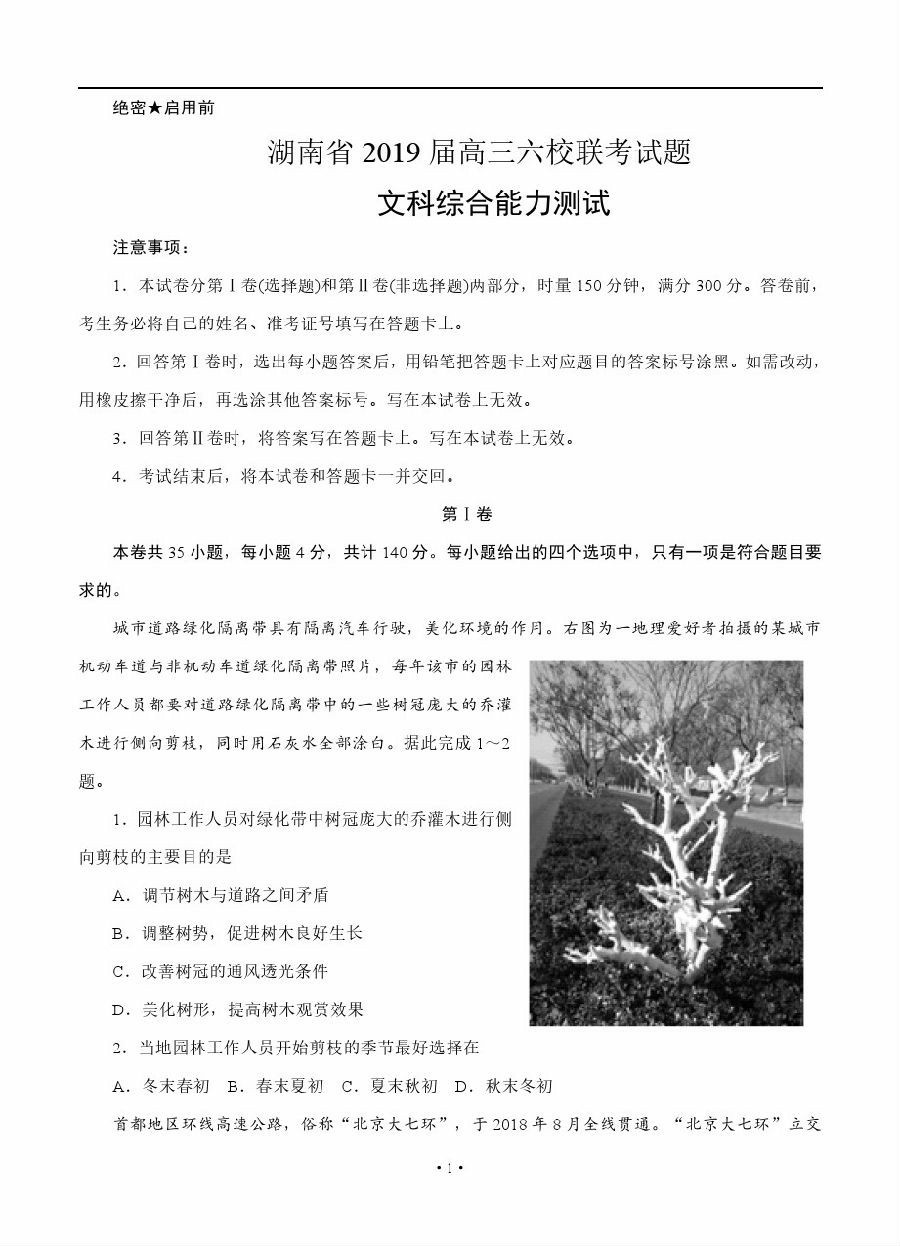 绝密★启用前
湖南省 2019 届高三六校联考试题
文科综合能力测试
注意事项：
1．本试卷分第Ⅰ卷(选择题)和第Ⅱ卷(非选择题)两部分，时量 150 分钟，满分 300 分。答卷前，
考生务必将自己的姓名、准考证号填写在答题卡上。
2．回答第Ⅰ卷时，选出每小题答案后，用铅笔把答题卡上对应题目的答案标号涂黑。如需改动，
用橡皮擦干净后，再选涂其他答案标号。写在本试卷上无效。
3．回答第Ⅱ卷时，将答案写在答题卡上。写在本试卷上无效。
4．考试结束后，将本试卷和答题卡一并交回。
第Ⅰ卷
本卷共 35 小题，每小题 4 分，共计 140 分。每小题给出的四个选项中，只有一项是符合题目要
求的。
城市道路绿化隔离带具有隔离汽车行驶，美化环境的作用。右图为一地理爱好者拍摄的某城市
机动车道与非机动车道绿化隔离带照片，每年该市的园林
工作人员都要对道路绿化隔离带中的一些树冠庞大的乔灌
木进行侧向剪枝，同时用石灰水全部涂白。据此完成 1～2
题。
1．园林工作人员对绿化带中树冠庞大的乔灌木进行侧
向剪枝的主要目的是
A．调节树木与道路之间矛盾
B．调整树势，促进树木良好生长
C．改善树冠的通风透光条件
D．美化树形，提高树木观赏效果
2．当地园林工作人员开始剪枝的季节最好选择在
A．冬末春初 B．春末夏初 C．夏末秋初 D．秋末冬初
首都地区环线高速公路，俗称“北京大七环”，于 2018 年 8 月全线贯通。“北京大七环”立交
·1·